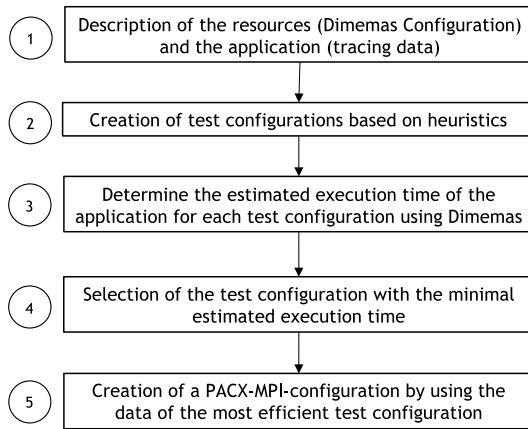 1
Description of the resources (Dimemas Configuration)
and the application (tracing data)
2
Creation of test configurations based on heuristics
3
Determine the estimated execution time of the
application for each test configuration using Dimemas
4
Selection of the test configuration with the minimal
estimated execution time
5
Creation of a PACX-MPI-configuration by using the
data of the most efficient test configuration